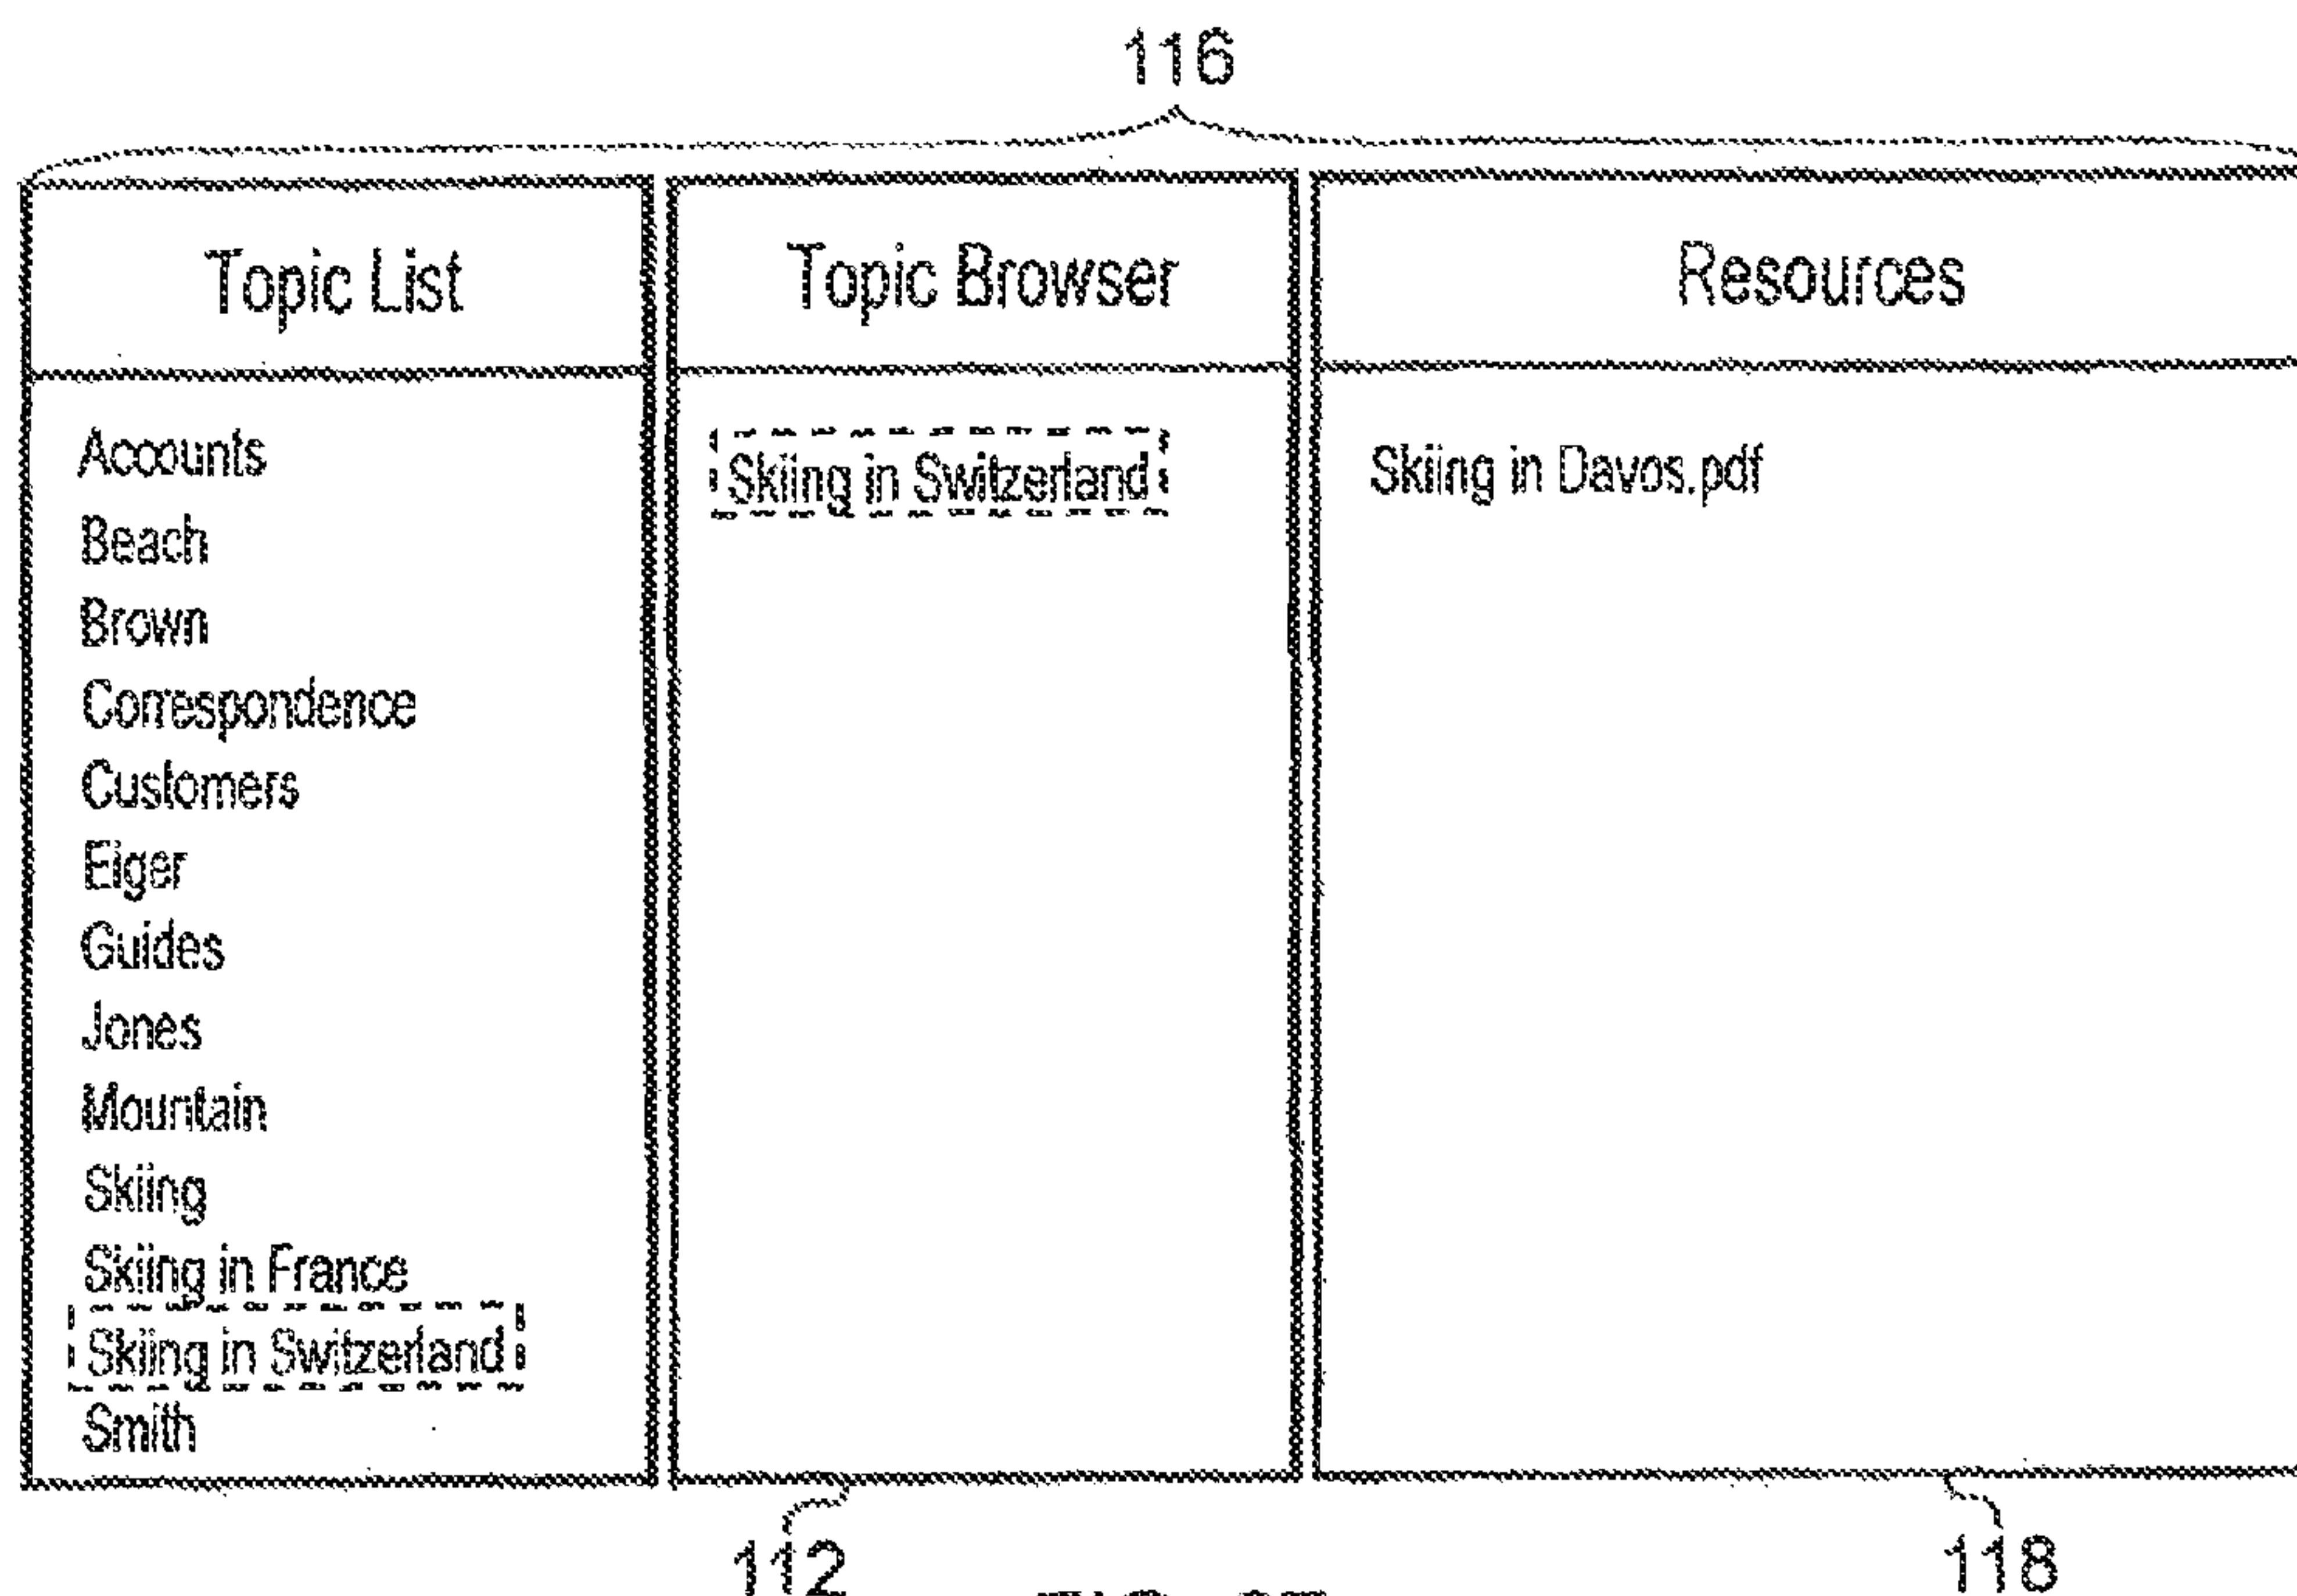 116
Topic List
Topic Browser
Resources
Accounts
Beach
Brown
Correspondence
Customers
Eiger
Guides
Jones
Mountain
Skiing
Skiing in France
Skiing in Switzerland
Smith
Skiing in Switzerland
Skiing in Davos.pdf
112
118